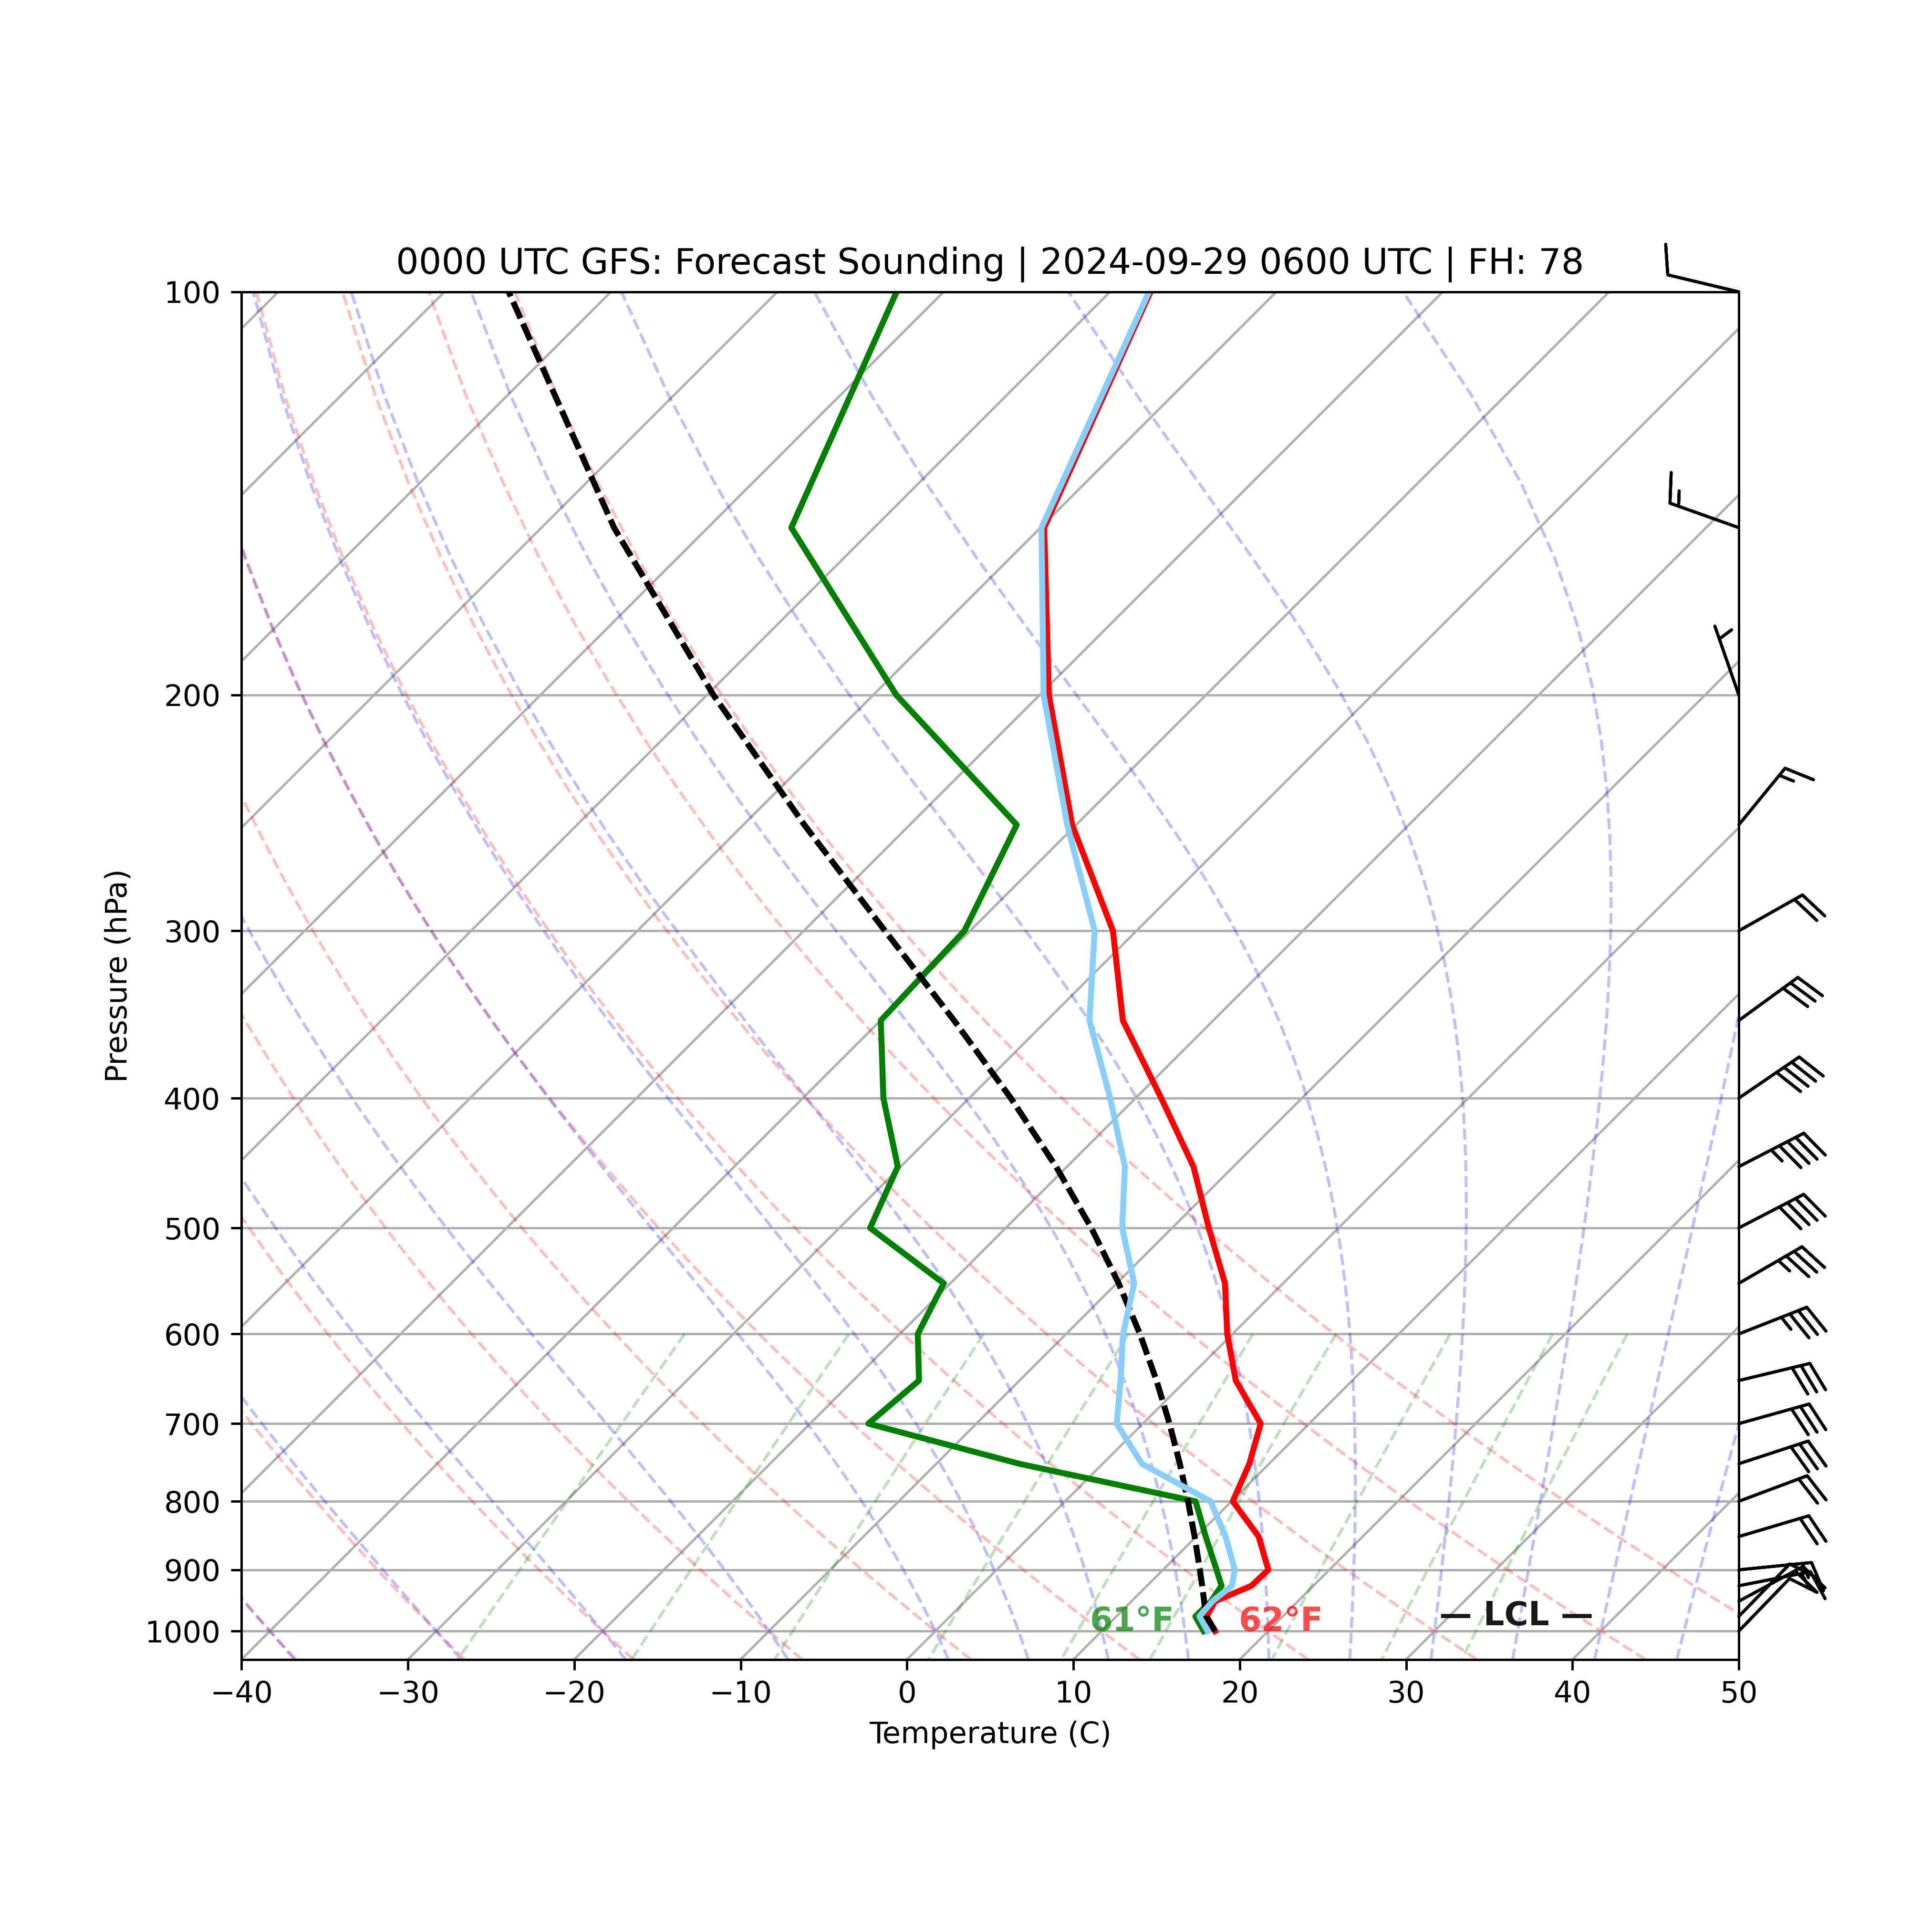 0000 UTC GFS: Forecast Sounding | 2024-09-29 0600 UTC | FH: 78
100
200
300
400
500
600
700
800
900
1000
Pressure (hPa)
61°F 62°F — LCL —
−40 −30 −20 −10 0 10 20 30 40 50
Temperature (C)